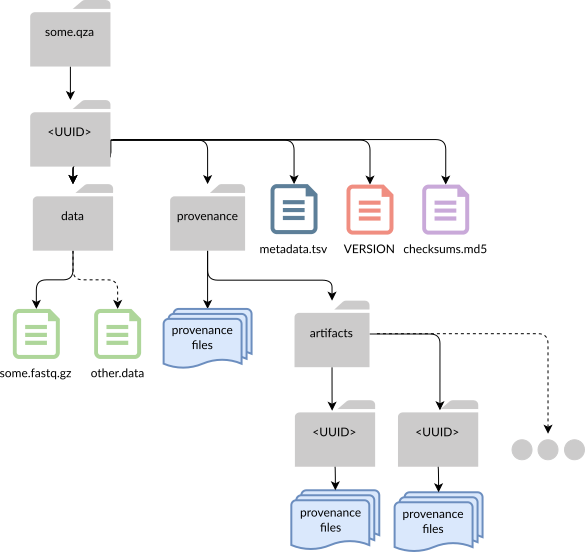 some.qza
<UUID>
data
provenance
metadata.tsv
VERSION
checksums.md5
some.fastq.gz
other.data
provenance
files
artifacts
<UUID>
<UUID>
provenance
files
provenance
files